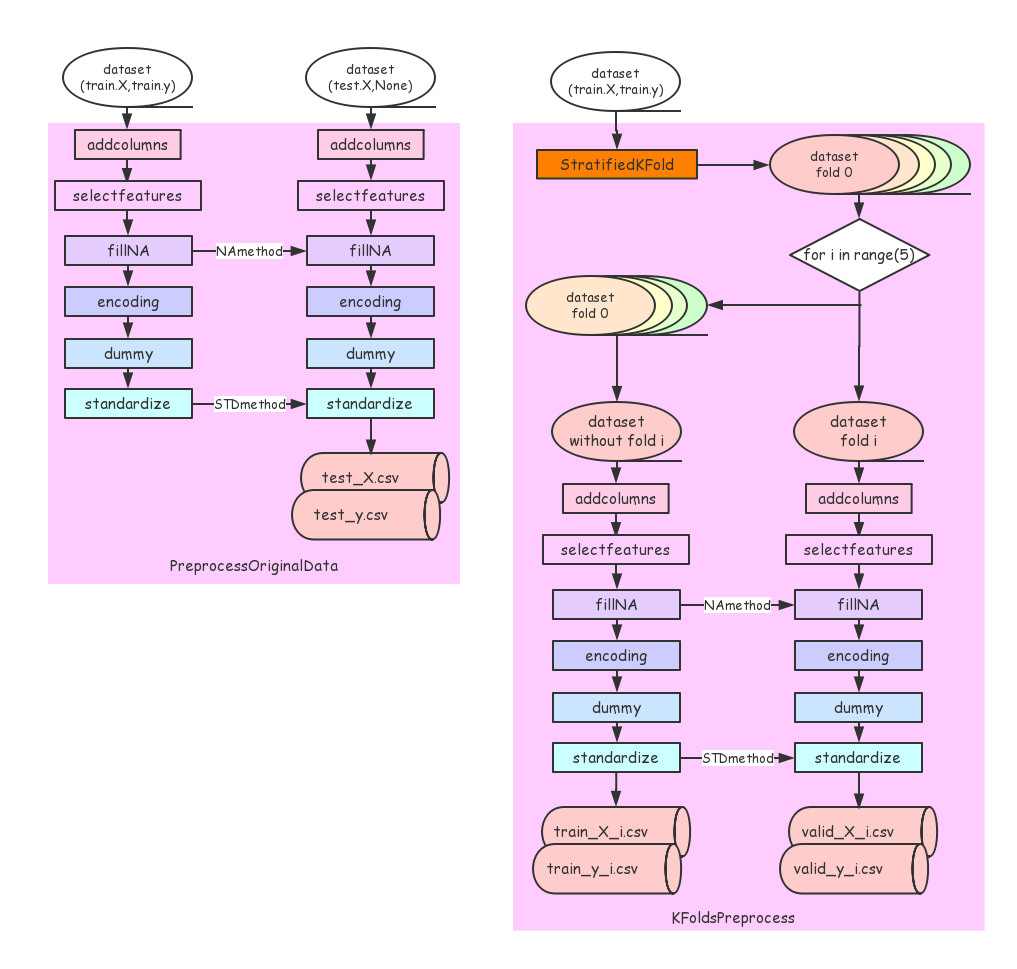 dataset
(train.X,train.y)
addcolumns
selectfeatures
fillNA
NAmethod
encoding
dummy
standardize
STDmethod
dataset
(test.X,None)
addcolumns
selectfeatures
fillNA
encoding
dummy
standardize
test_X.csv
test_y.csv
PreprocessOriginalData
dataset
(train.X,train.y)
StratifiedKFold
dataset
fold 0
for i in range(5)
dataset
fold 0
dataset
without fold i
addcolumns
selectfeatures
fillNA
NAmethod
encoding
dummy
standardize
STDmethod
train_X_i.csv
train_y_i.csv
dataset
fold i
addcolumns
selectfeatures
fillNA
encoding
dummy
standardize
valid_X_i.csv
valid_y_i.csv
KFoldsPreprocess